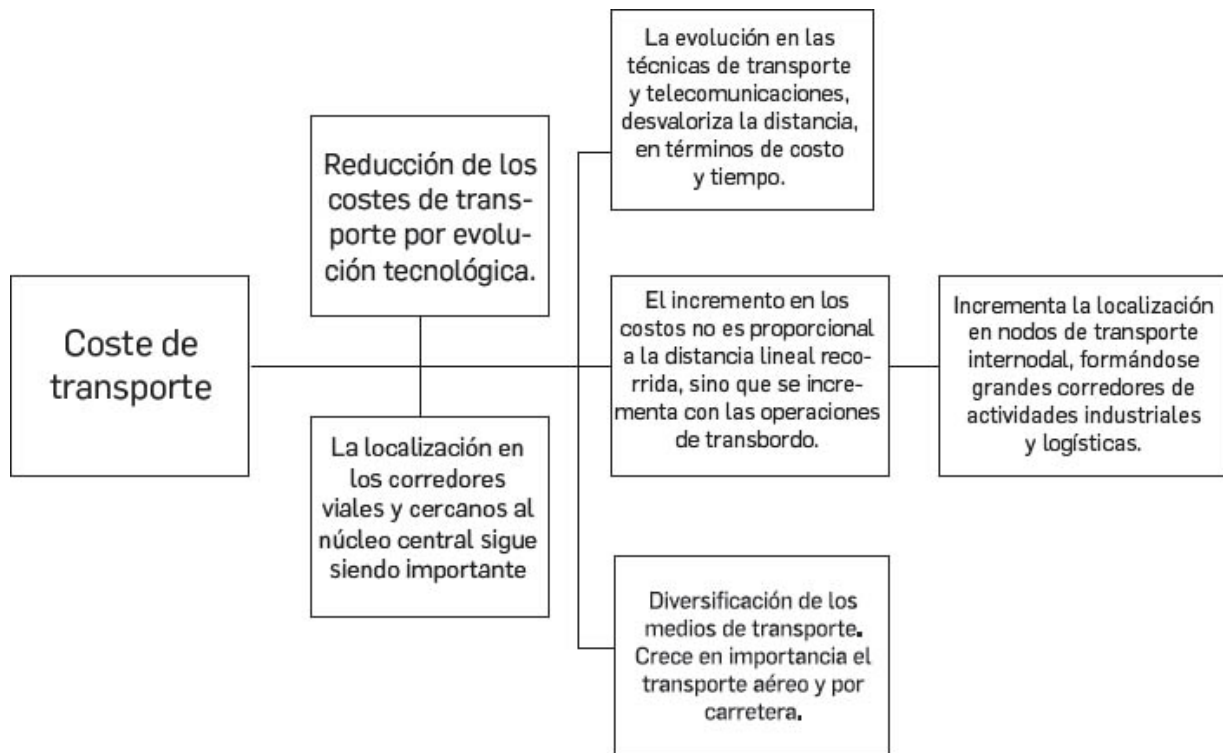 Coste de
transporte
Reducción de los
costes de trans-
porte por evolu-
ción tecnológica.
La localización en
los corredores
viales y cercanos al
núcleo central sigue
siendo importante
La evolución en las
técnicas de transporte
y telecomunicaciones,
desvaloriza la distancia,
en términos de costo
y tiempo.
El incremento en los
costos no es proporcional
a la distancia lineal reco-
rrida, sino que se incre-
menta con las operaciones
de transbordo.
Diversificación de los
medios de transporte.
Crece en importancia el
transporte aéreo y por
carretera.
Incrementa la localización
en nodos de transporte
internodal, formándose
grandes corredores de
actividades industriales
y logísticas.